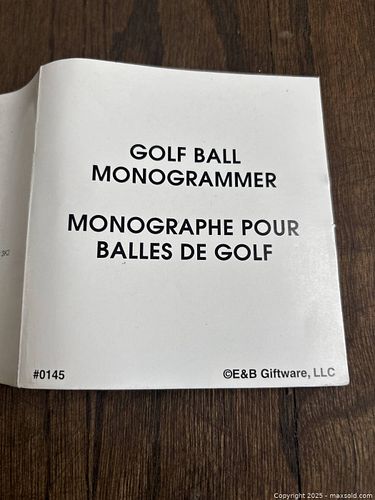 GOLF BALL
MONOGRAMMER
MONOGRAPHE POUR
BALLES DE GOLF
#0145
©E&B Giftware, LLC
Copyright 2025 - maxsold.com